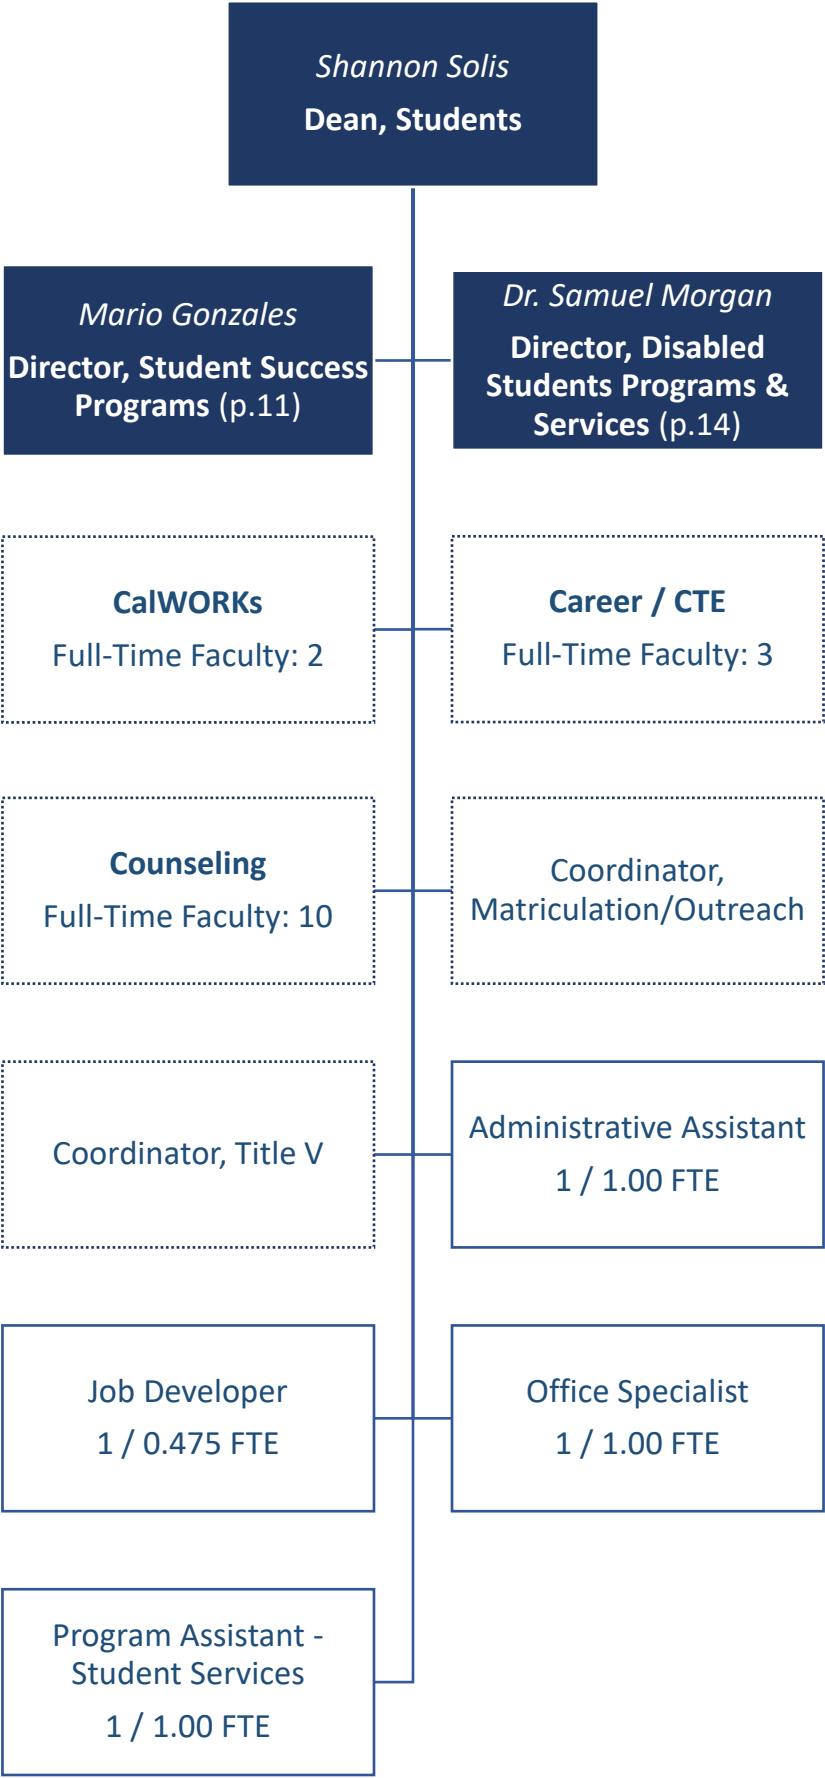 Shannon Solis
Dean, Students
Mario Gonzales
Director, Student Success
Programs (p.11)
Dr. Samuel Morgan
Director, Disabled
Students Programs &
Services (p.14)
CalWORKs
Full-Time Faculty: 2
Career / CTE
Full-Time Faculty: 3
Counseling
Full-Time Faculty: 10
Coordinator,
Matriculation/Outreach
Coordinator, Title V
Administrative Assistant
1 / 1.00 FTE
Job Developer
1 / 0.475 FTE
Office Specialist
1 / 1.00 FTE
Program Assistant -
Student Services
1 / 1.00 FTE